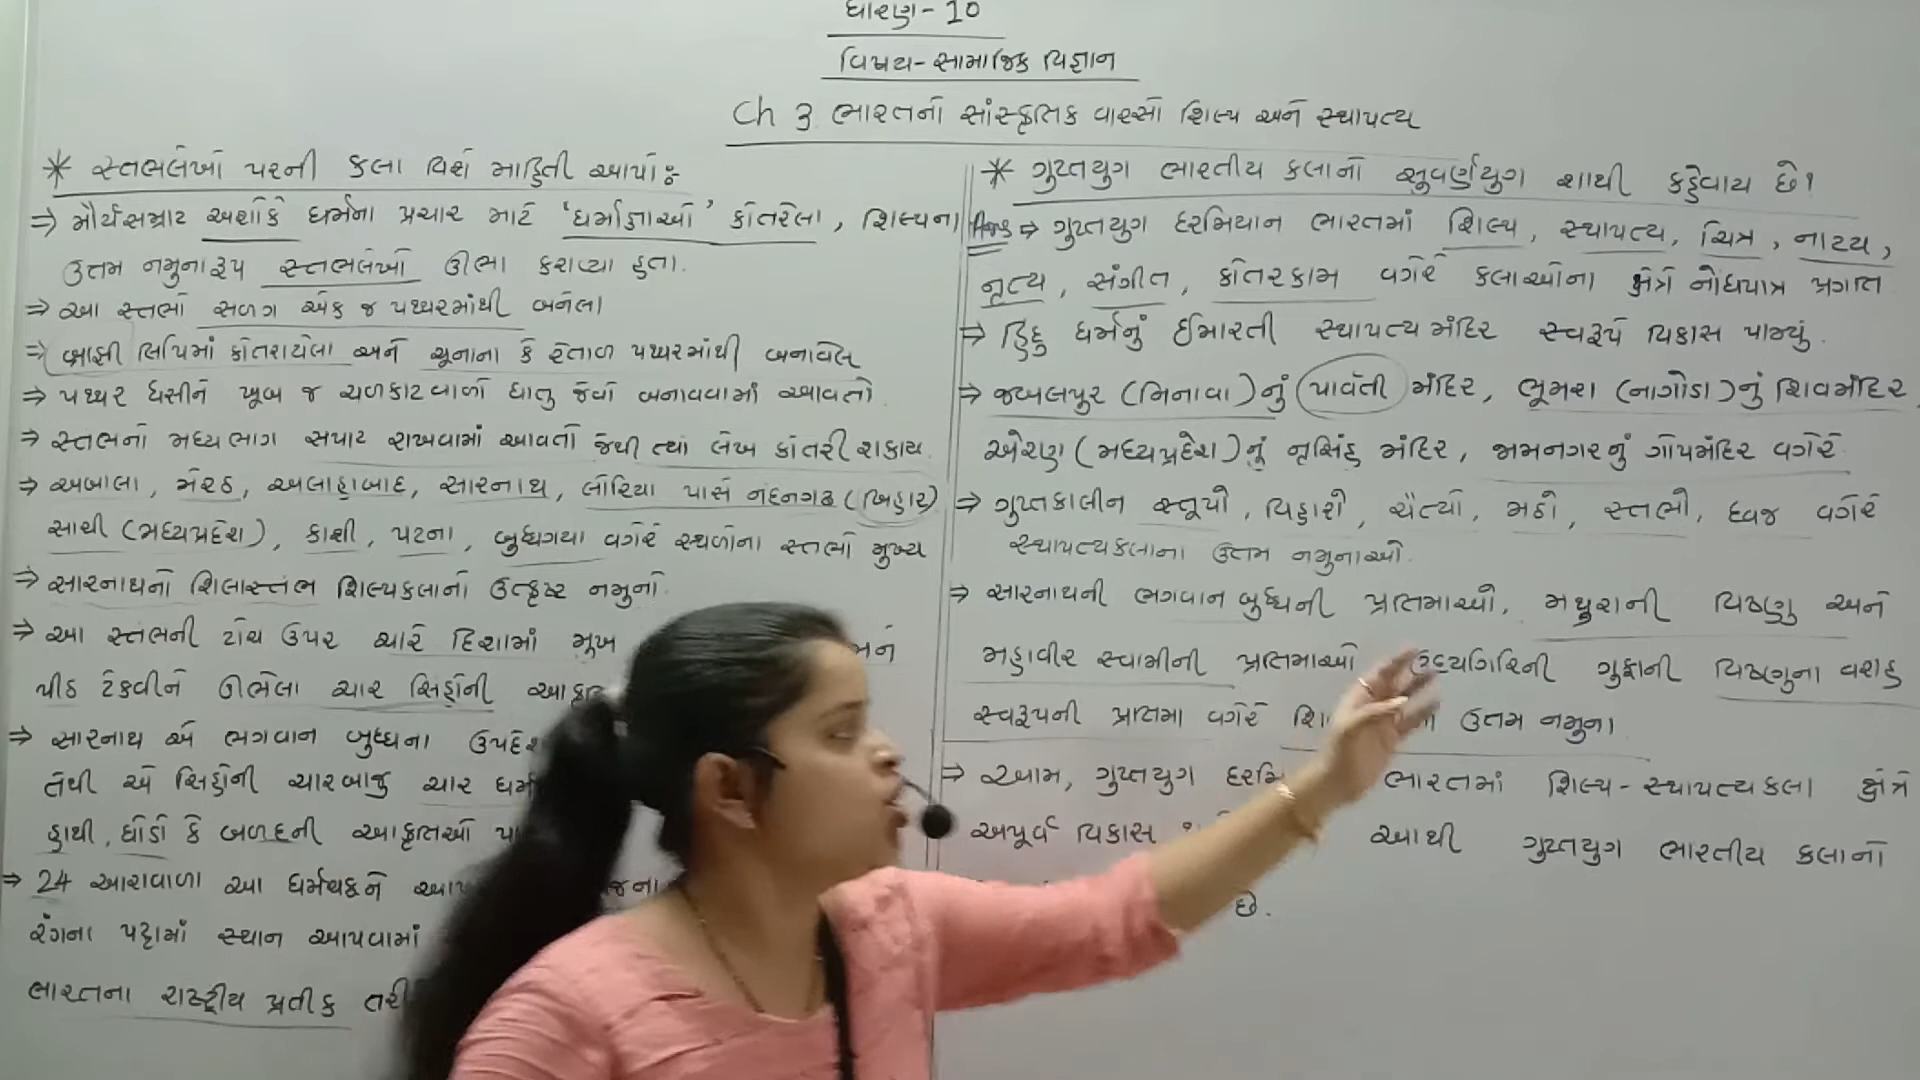 ધોરણ - 10
વિષય - સામાજિક વિજ્ઞાન
Ch 3. ભારતનો સાંસ્કૃતિક વારસો શિલ્પ અને સ્થાપત્ય
* સ્તંભલેખો પરની કલા વિશે માહિતી આપો:
⇒ મૌર્યસમ્રાટ અશોકે ધર્મના પ્રચાર માટે 'ધર્માજ્ઞાઓ' કોતરેલા, શિલ્પના
ઉત્તમ નમુનારૂપ સ્તંભલેખો ઊભા કરાવ્યા હતા.
⇒ આ સ્તંભો સળંગ એક જ પથ્થરમાંથી બનેલા
⇒ બ્રાહ્મી લિપિમાં કોતરાયેલા અને ચૂનાના કે રેતાળ પથ્થરમાંથી બનાવેલ
⇒ પથ્થર ઘસીને ખૂબ જ ચળકાટવાળો ધાતુ જેવો બનાવવામાં આવતો.
⇒ સ્તંભનો મધ્યભાગ સપાટ રાખવામાં આવતો જેથી ત્યાં લેખ કોતરી શકાય.
⇒ અંબાલા, મેરઠ, અલાહાબાદ, સારનાથ, લોરિયા પાસે નંદનગઢ (બિહાર)
સાંચી (મધ્યપ્રદેશ), કાશી, પટના, બુધ્ધગયા વગેરે સ્થળોના સ્તંભો મુખ્ય
⇒ સારનાથનો શિલાસ્તંભ શિલ્પકલાનો ઉત્કૃષ્ટ નમુનો.
⇒ આ સ્તંભની ટોચ ઉપર ચારે દિશામાં મુખ
પીઠ ટેકવીને ઊભેલા ચાર સિંહોની
⇒ સારનાથ એ ભગવાન બુધ્ધના
તેથી એ સિંહોની ચારબાજુ ચાર
હાથી, ઘોડો કે બળદની આકૃતિઓ
⇒ 24 આરાવાળા આ ધર્મચક્રને
રંગના પટ્ટામાં સ્થાન આપવામાં
ભારતના રાષ્ટ્રીય પ્રતીક
* ગુપ્તયુગ ભારતીય કલાનો સુવર્ણયુગ શાથી કહેવાય છે?
Ans ⇒ ગુપ્તયુગ દરમિયાન ભારતમાં શિલ્પ, સ્થાપત્ય, ચિત્ર, નાટ્ય,
નૃત્ય, સંગીત, કોતરકામ વગેરે કલાઓના ક્ષેત્રે નોંધપાત્ર પ્રગતિ
⇒ હિંદુ ધર્મનું ઈમારતી સ્થાપત્ય મંદિર સ્વરૂપે વિકાસ પામ્યું.
⇒ જબલપુર (તિનાવા)નું પાર્વતી મંદિર, ભૂમરા (નાગોડા)નું શિવમંદિર,
એરણ (મધ્યપ્રદેશ)નું નૃસિંહ મંદિર, જામનગરનું ગોપમંદિર વગેરે
⇒ ગુપ્તકાલીન સ્તૂપો, વિહારો, ચૈત્યો, મઠો, સ્તંભો, ધ્વજ વગેરે
સ્થાપત્યકલાના ઉત્તમ નમુનાઓ.
⇒ સારનાથની ભગવાન બુધ્ધની પ્રતિમાઓ, મથુરાની વિષ્ણુ અને
મહાવીર સ્વામીની પ્રતિમાઓ ઉદયગિરિની ગુફાની વિષ્ણુના વરાહ
સ્વરૂપની પ્રતિમા વગેરે ઉત્તમ નમુના.
⇒ આમ, ગુપ્તયુગ ભારતમાં શિલ્પ-સ્થાપત્ય કલા ક્ષેત્રે
અપૂર્વ વિકાસ આથી ગુપ્તયુગ ભારતીય કલાનો
છે.